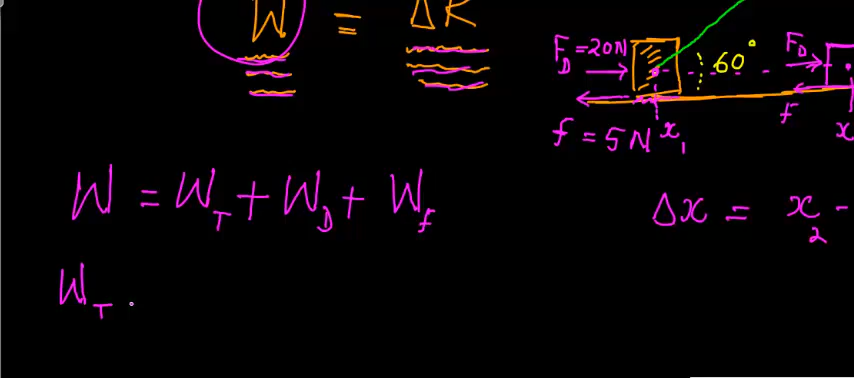 W = ΔK
F_D = 20N
60°
F_D
f = 5N
x_1
f
x
W = W_T + W_D + W_f
Δx = x_2 -
W_T